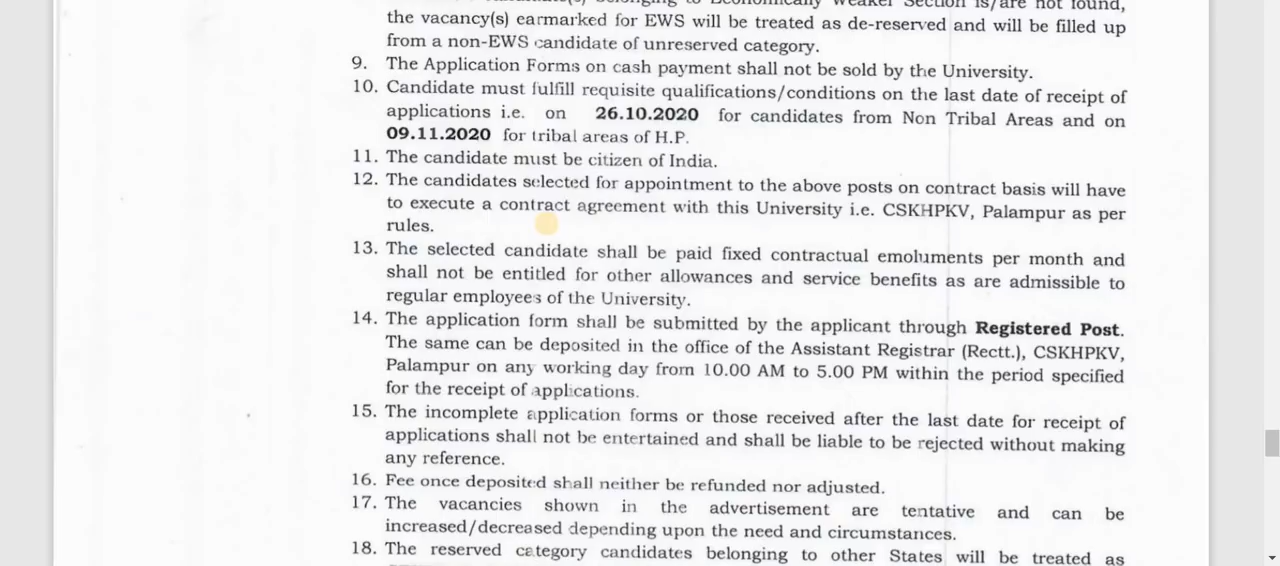 Weaker Section is/are not found,
the vacancy(s) earmarked for EWS will be treated as de-reserved and will be filled up
from a non-EWS candidate of unreserved category.
9. The Application Forms on cash payment shall not be sold by the University.
10. Candidate must fulfill requisite qualifications/conditions on the last date of receipt of
applications i.e. on 26.10.2020 for candidates from Non Tribal Areas and on
09.11.2020 for tribal areas of H.P.
11. The candidate must be citizen of India.
12. The candidates selected for appointment to the above posts on contract basis will have
to execute a contract agreement with this University i.e. CSKHPKV, Palampur as per
rules.
13. The selected candidate shall be paid fixed contractual emoluments per month and
shall not be entitled for other allowances and service benefits as are admissible to
regular employees of the University.
14. The application form shall be submitted by the applicant through Registered Post.
The same can be deposited in the office of the Assistant Registrar (Rectt.), CSKHPKV,
Palampur on any working day from 10.00 AM to 5.00 PM within the period specified
for the receipt of applications.
15. The incomplete application forms or those received after the last date for receipt of
applications shall not be entertained and shall be liable to be rejected without making
any reference.
16. Fee once deposited shall neither be refunded nor adjusted.
17. The vacancies shown in the advertisement are tentative and can be
increased/decreased depending upon the need and circumstances.
18. The reserved category candidates belonging to other States will be treated as